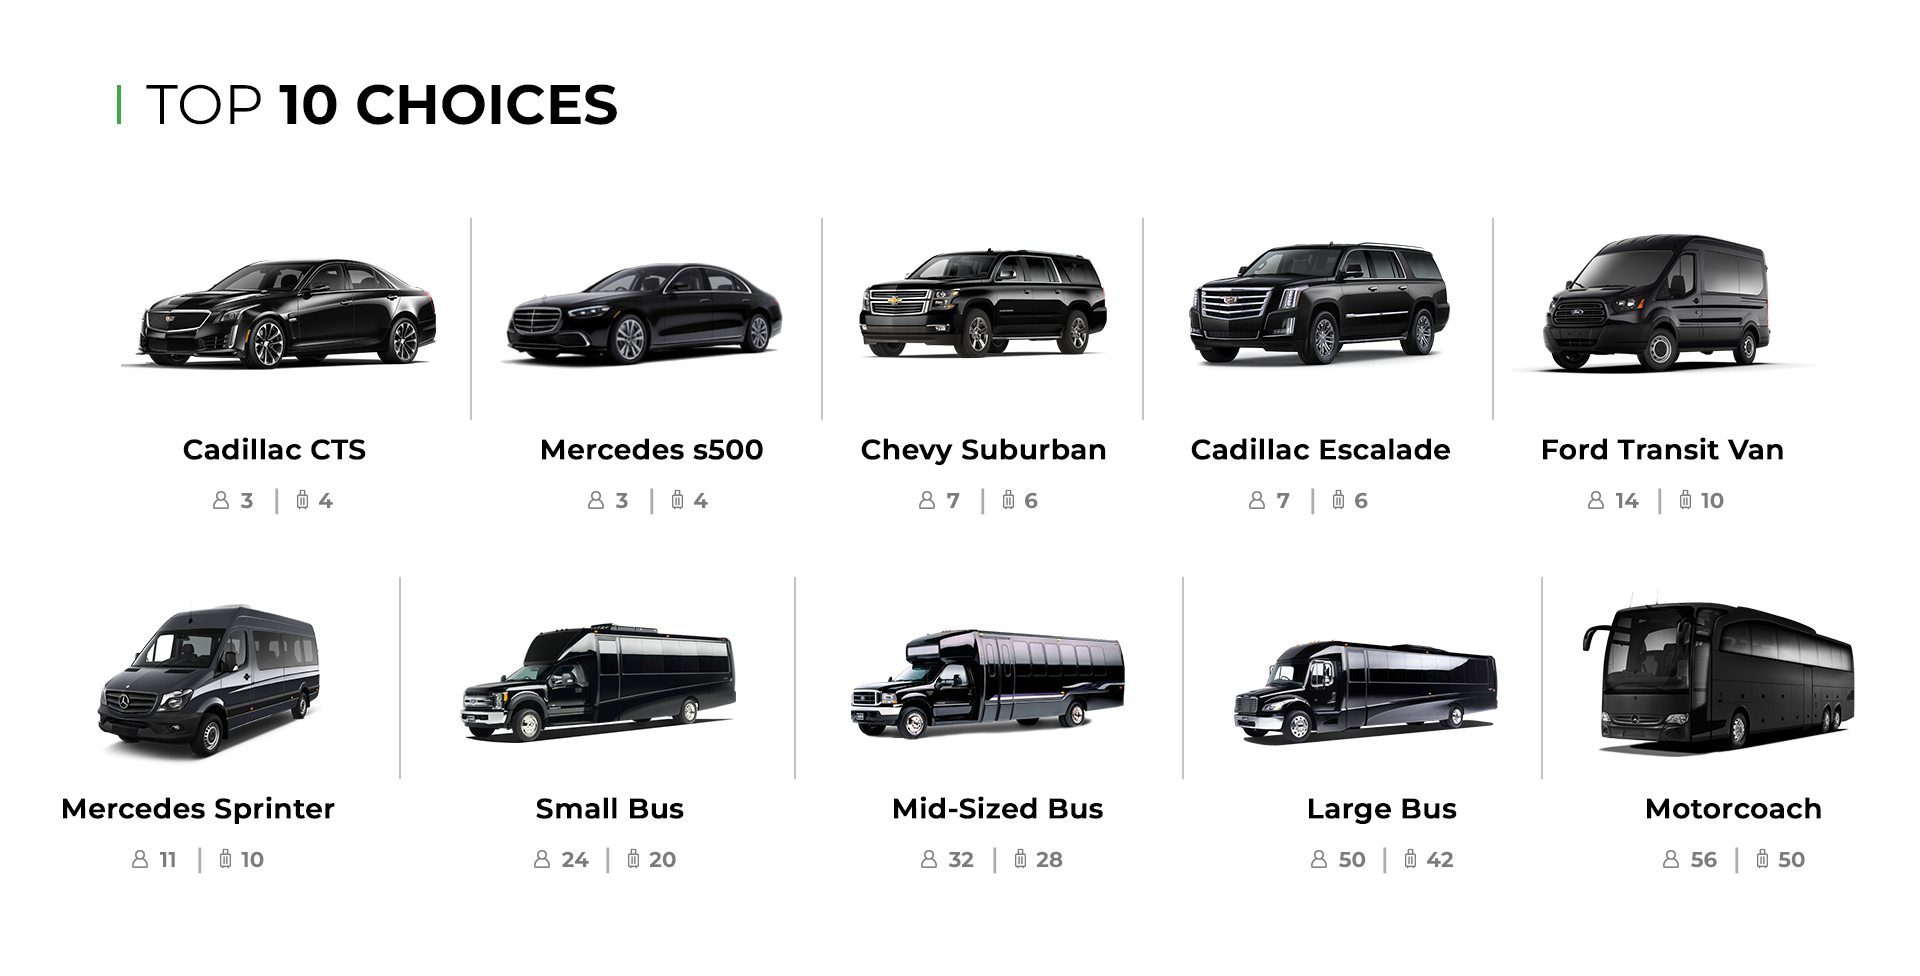 TOP 10 CHOICES
Cadillac CTS
3 | 4
Mercedes s500
3 | 4
Chevy Suburban
7 | 6
Cadillac Escalade
7 | 6
Ford Transit Van
14 | 10
Mercedes Sprinter
11 | 10
Small Bus
24 | 20
Mid-Sized Bus
32 | 28
Large Bus
50 | 42
Motorcoach
56 | 50